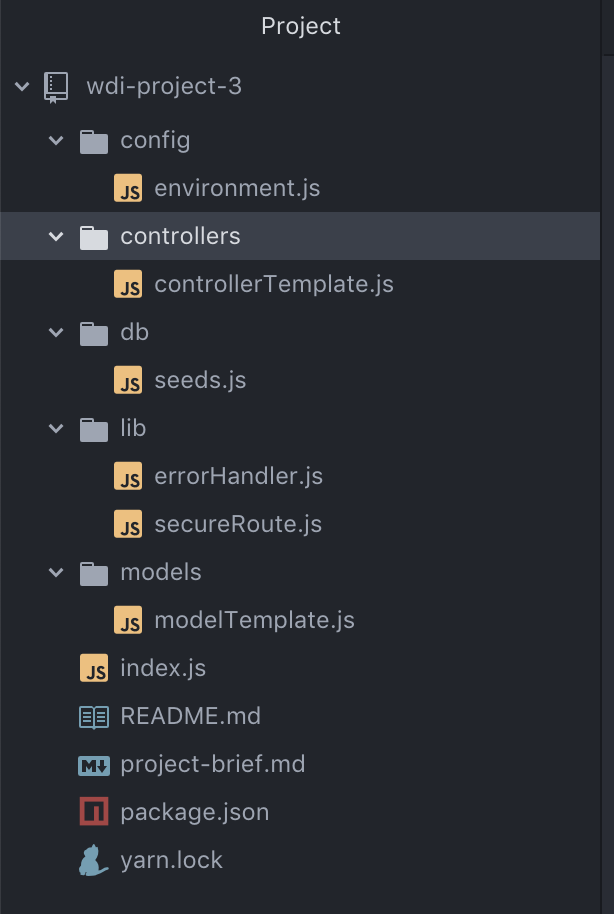 Project
wdi-project-3
config
JS environment.js
controllers
JS controllerTemplate.js
db
JS seeds.js
lib
JS errorHandler.js
JS secureRoute.js
models
JS modelTemplate.js
JS index.js
README.md
M project-brief.md
package.json
yarn.lock